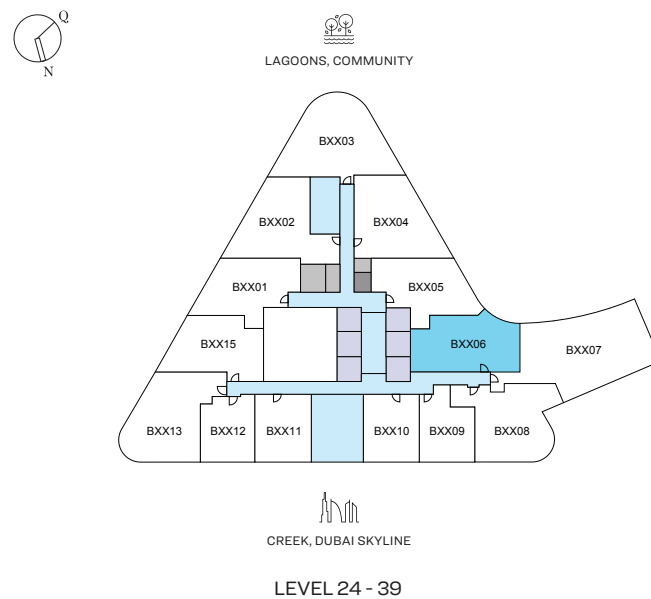 Q
N
LAGOONS, COMMUNITY
BXX03
BXX02
BXX04
BXX01
BXX05
BXX15
BXX06
BXX07
BXX13
BXX12
BXX11
BXX10
BXX09
BXX08
CREEK, DUBAI SKYLINE
LEVEL 24 - 39